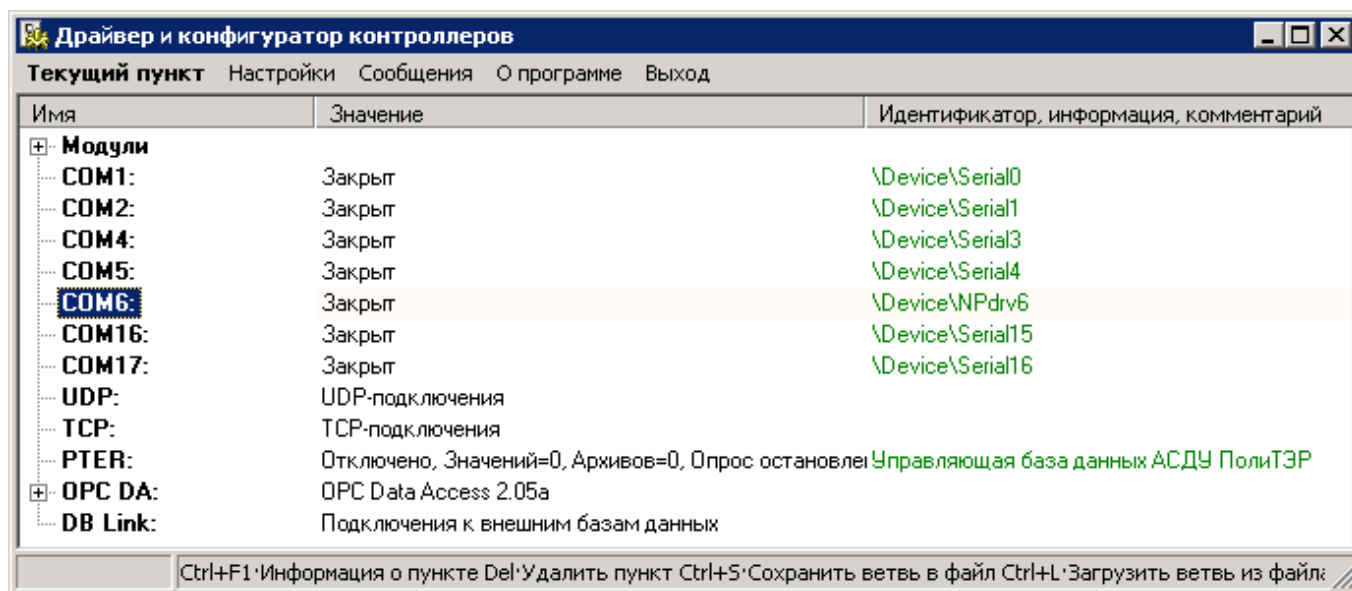 Драйвер и конфигуратор контроллеров
Текущий пункт Настройки Сообщения О программе Выход
Имя Значение Идентификатор, информация, комментарий
Модули
COM1: Закрыт \Device\Serial0
COM2: Закрыт \Device\Serial1
COM4: Закрыт \Device\Serial3
COM5: Закрыт \Device\Serial4
COM6: Закрыт \Device\NPdrv6
COM16: Закрыт \Device\Serial15
COM17: Закрыт \Device\Serial16
UDP: UDP-подключения
TCP: TCP-подключения
PTER: Отключено, Значений=0, Архивов=0, Опрос остановлен Управляющая база данных АСДУ ПолиТЭР
OPC DA: OPC Data Access 2.05a
DB Link: Подключения к внешним базам данных
Ctrl+F1·Информация о пункте Del·Удалить пункт Ctrl+S·Сохранить ветвь в файл Ctrl+L·Загрузить ветвь из файла